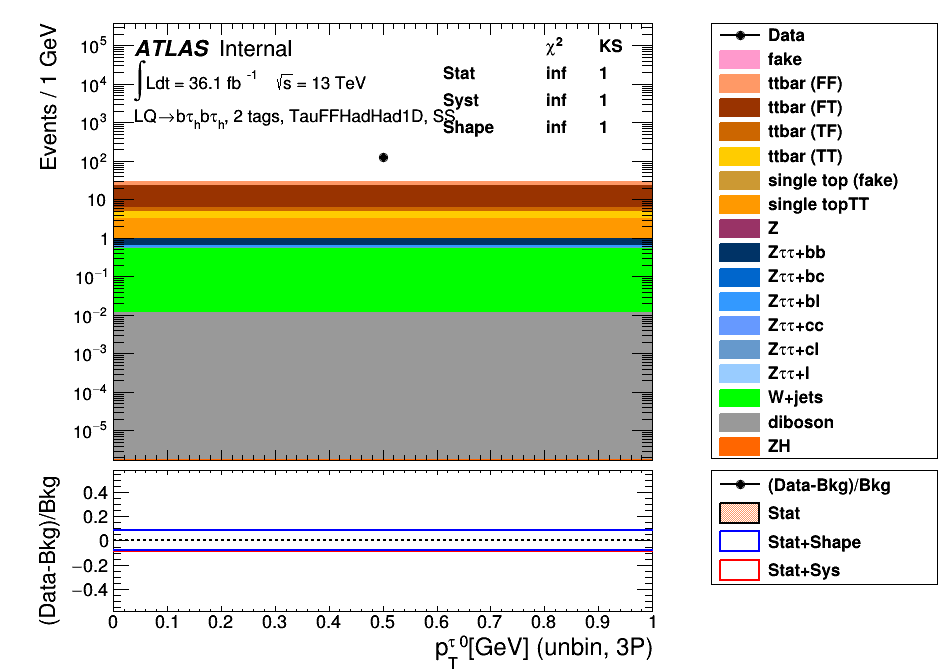 Events / 1 GeV
10⁵
10⁴
10³
10²
10
1
10⁻¹
10⁻²
10⁻³
10⁻⁴
10⁻⁵
ATLAS Internal
∫Ldt = 36.1 fb⁻¹ √s = 13 TeV
LQ→bτₕbτₕ, 2 tags, TauFFHadHad1D, SS
χ² KS
Stat inf 1
Syst inf 1
Shape inf 1
Data
fake
ttbar (FF)
ttbar (FT)
ttbar (TF)
ttbar (TT)
single top (fake)
single topTT
Z
Zττ+bb
Zττ+bc
Zττ+bl
Zττ+cc
Zττ+cl
Zττ+l
W+jets
diboson
ZH
(Data-Bkg)/Bkg
0.4
0.2
0
−0.2
−0.4
0 0.1 0.2 0.3 0.4 0.5 0.6 0.7 0.8 0.9 1
p_T^τ 0[GeV] (unbin, 3P)
(Data-Bkg)/Bkg
Stat
Stat+Shape
Stat+Sys